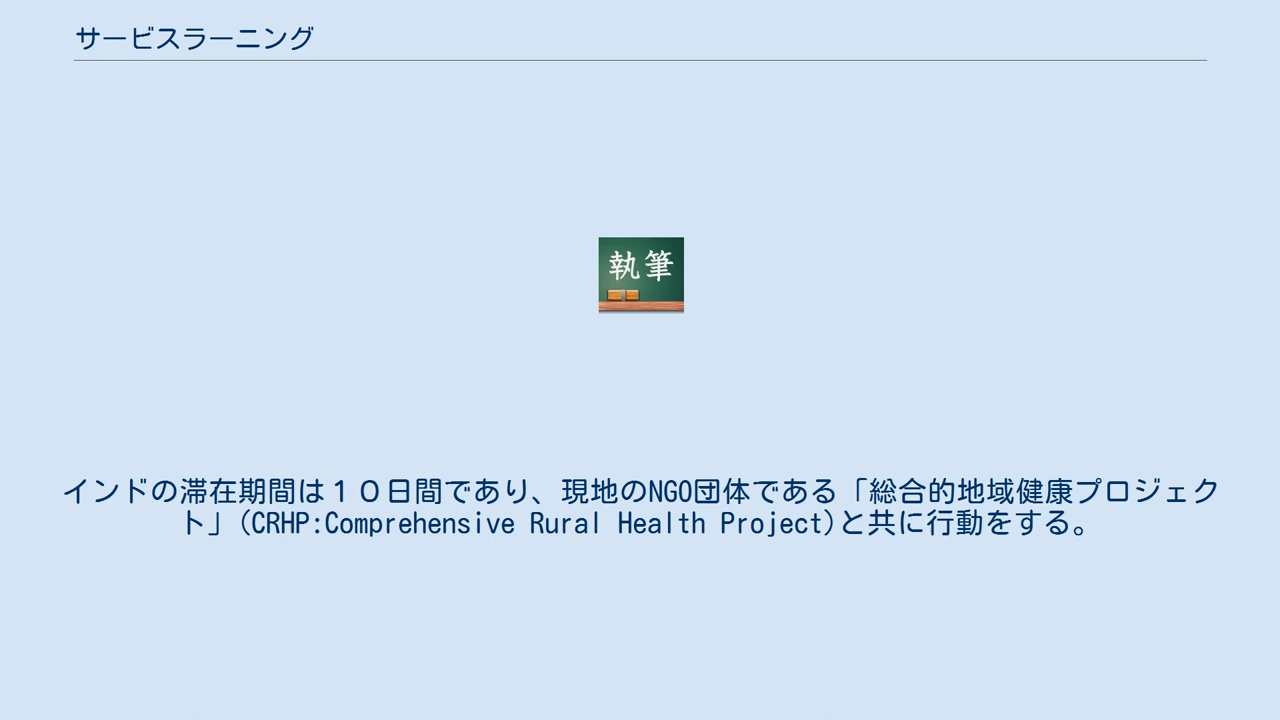 サービスラーニング
執筆
インドの滞在期間は１０日間であり、現地のNGO団体である「総合的地域健康プロジェク
ト」(CRHP:Comprehensive Rural Health Project)と共に行動をする。